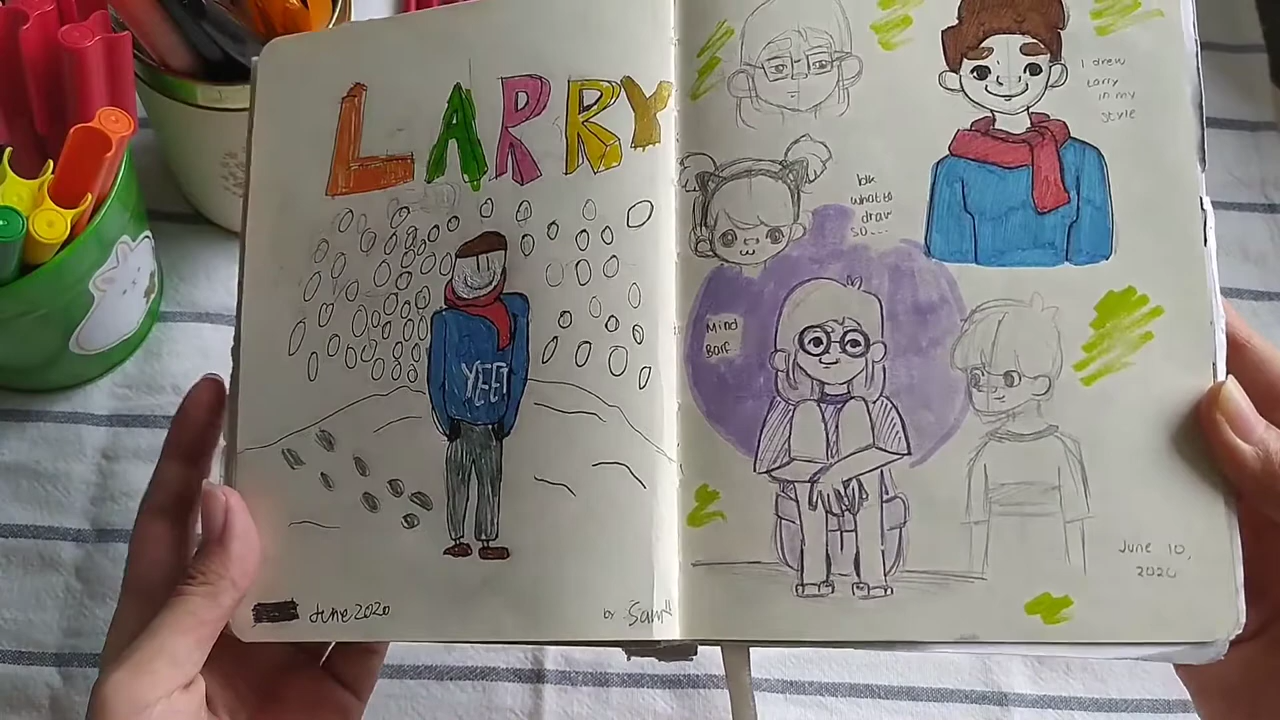 LARRY
YEET
June 2020
by Sam
I drew
Larry
in my
style
Idk
what to
draw
so...
Mind
Barf
June 10,
2020